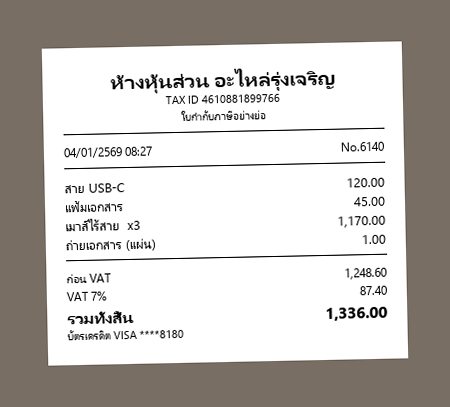 ห้างหุ้นส่วน อะไหล่รุ่งเจริญ
TAX ID 4610881899766
ใบกำกับภาษีอย่างย่อ
04/01/2569 08:27 No.6140
สาย USB-C 120.00
แฟ้มเอกสาร 45.00
เมาส์ไร้สาย x3 1,170.00
ถ่ายเอกสาร (แผ่น) 1.00
ก่อน VAT 1,248.60
VAT 7% 87.40
รวมทั้งสิ้น 1,336.00
บัตรเครดิต VISA ****8180